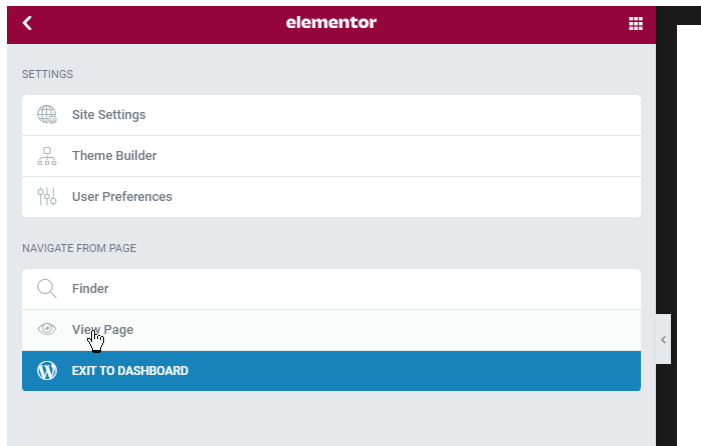 elementor
SETTINGS
Site Settings
Theme Builder
User Preferences
NAVIGATE FROM PAGE
Finder
View Page
EXIT TO DASHBOARD